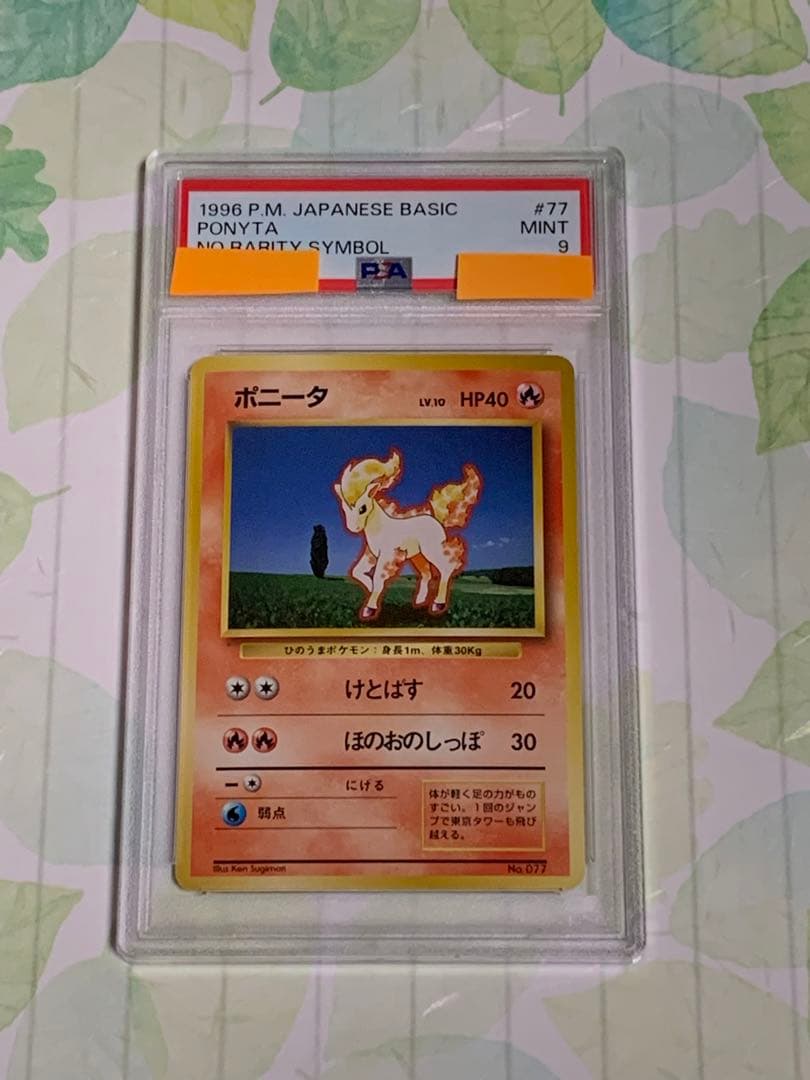 1996 P.M. JAPANESE BASIC #77
PONYTA MINT
NO RARITY SYMBOL 9
PSA
ポニータ LV.10 HP40
ひのうまポケモン：身長1m、体重30Kg
けとばす 20
ほのおのしっぽ 30
ー にげる
弱点
体が軽く足の力がもの
すごい。1回のジャン
プで東京タワーも飛び
越える。
Illus Ken Sugimori No.077